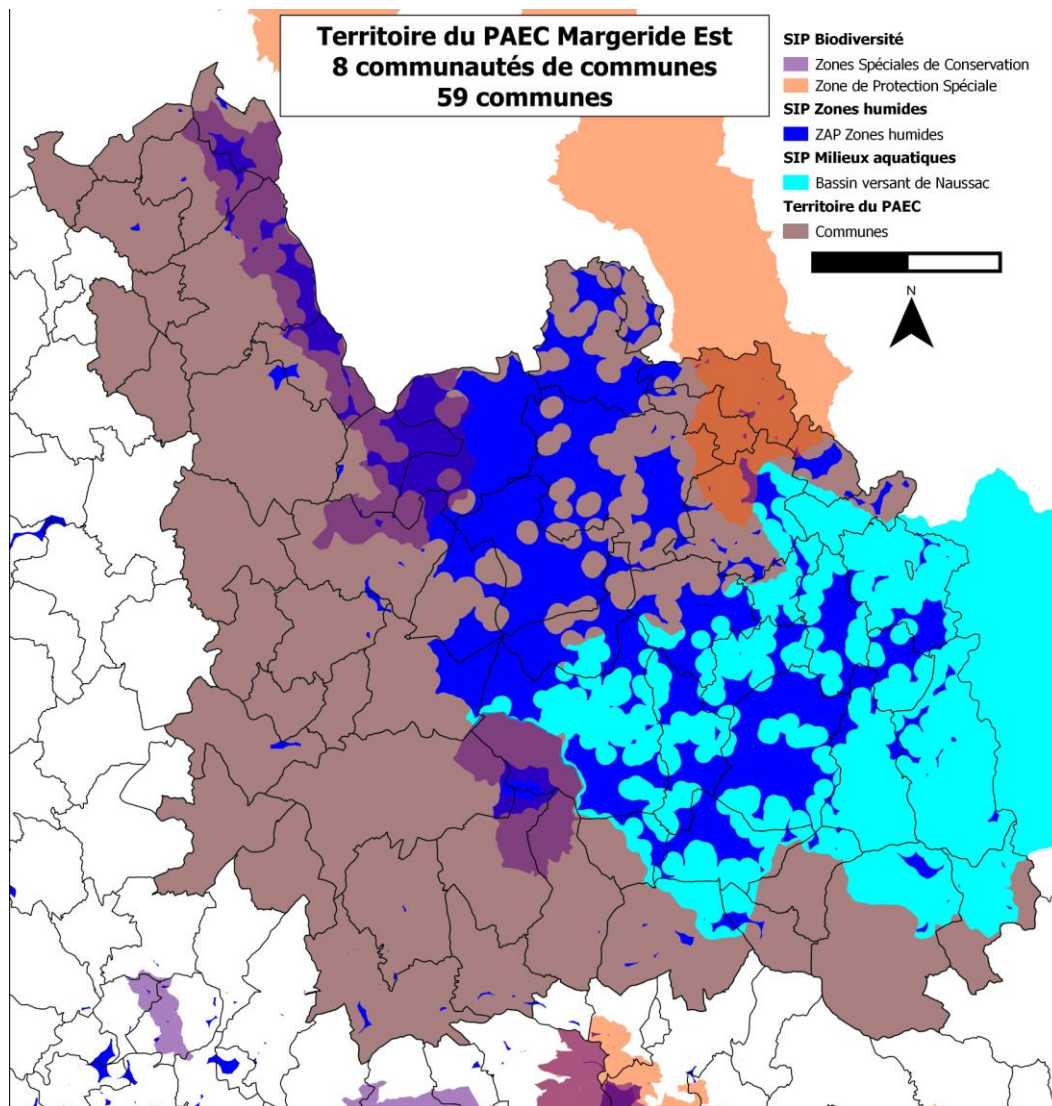 Territoire du PAEC Margeride Est
8 communautés de communes
59 communes
SIP Biodiversité
Zones Spéciales de Conservation
Zone de Protection Spéciale
SIP Zones humides
ZAP Zones humides
SIP Milieux aquatiques
Bassin versant de Naussac
Territoire du PAEC
Communes
N